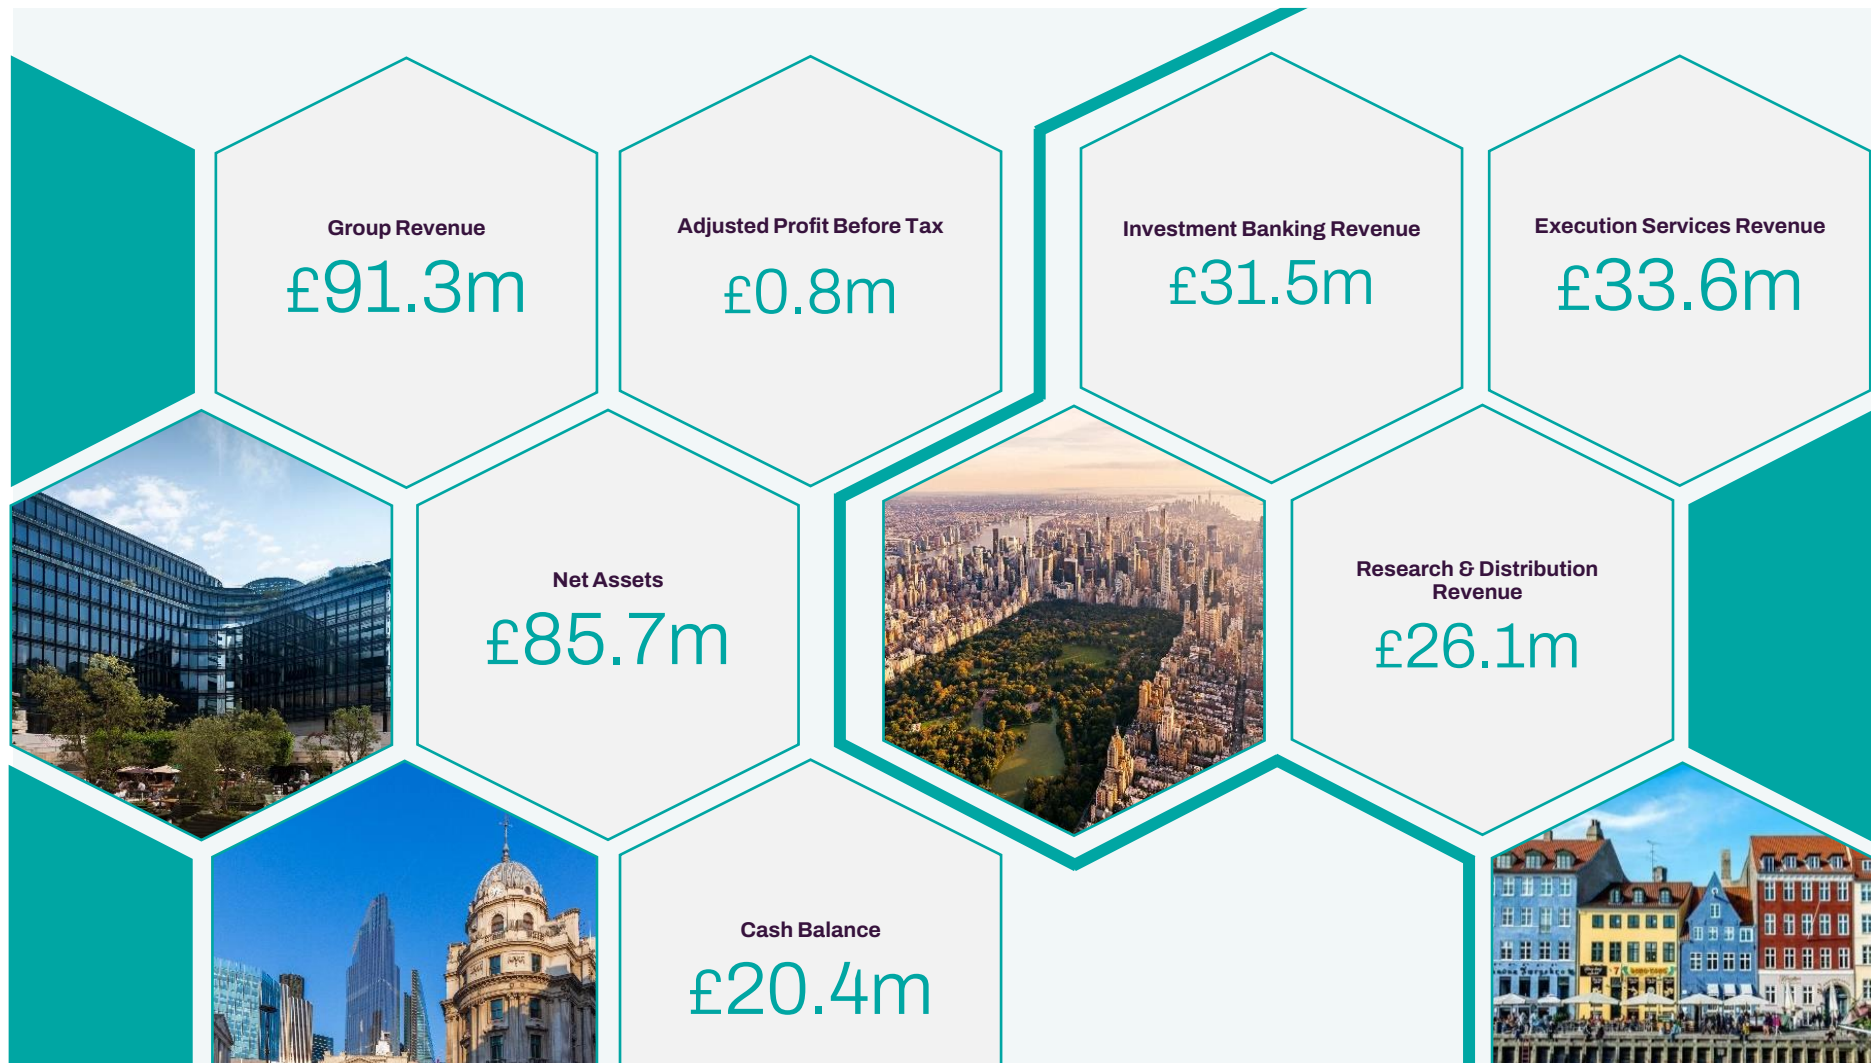 Group Revenue
£91.3m
Adjusted Profit Before Tax
£0.8m
Investment Banking Revenue
£31.5m
Execution Services Revenue
£33.6m
Net Assets
£85.7m
Research & Distribution
Revenue
£26.1m
Cash Balance
£20.4m